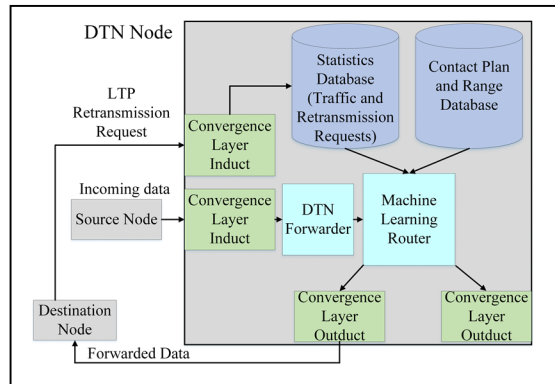 DTN Node
Statistics
Database
(Traffic and
Retransmission
Requests)
Contact Plan
and Range
Database
LTP
Retransmission
Request
Convergence
Layer
Induct
Incoming data
Source Node
Convergence
Layer
Induct
DTN
Forwarder
Machine
Learning
Router
Destination
Node
Convergence
Layer
Outduct
Convergence
Layer
Outduct
Forwarded Data